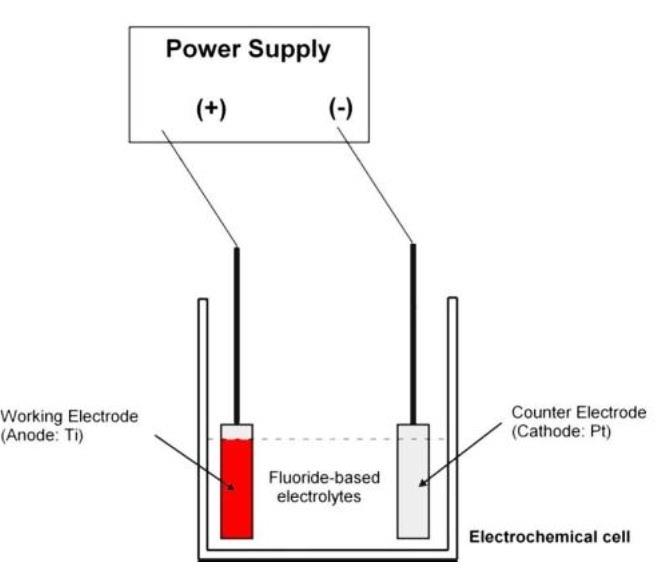 Power Supply
(+) (-)
Working Electrode
(Anode: Ti)
Counter Electrode
(Cathode: Pt)
Fluoride-based
electrolytes
Electrochemical cell